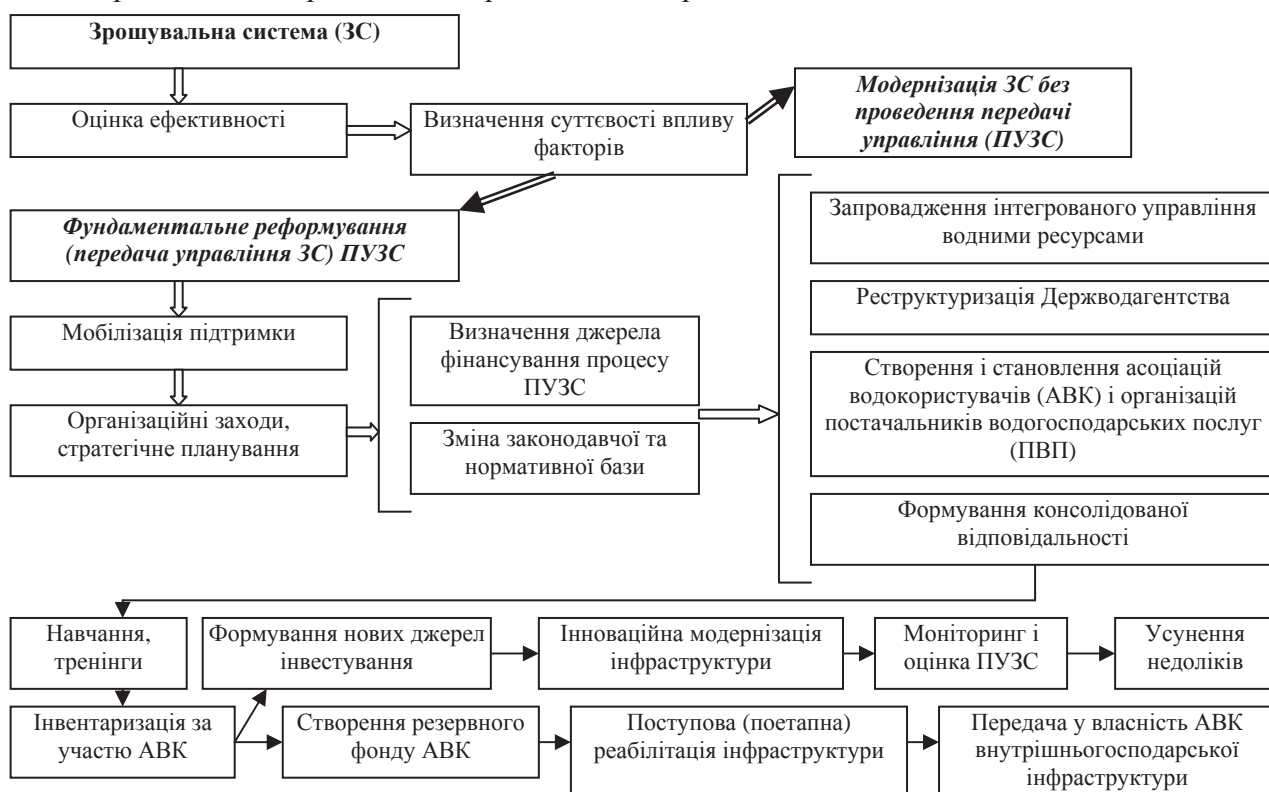 Зрошувальна система (ЗС)
Оцінка ефективності
Визначення суттєвості впливу
факторів
Модернізація ЗС без
проведення передачі
управління (ПУЗС)
Фундаментальне реформування
(передача управління ЗС) ПУЗС
Мобілізація підтримки
Організаційні заходи,
стратегічне планування
Визначення джерела
фінансування процесу
ПУЗС
Зміна законодавчої та
нормативної бази
Запровадження інтегрованого управління
водними ресурсами
Реструктуризація Держводагентства
Створення і становлення асоціацій
водокористувачів (АВК) і організацій
постачальників водогосподарських послуг
(ПВП)
Формування консолідованої
відповідальності
Навчання,
тренінги
Формування нових джерел
інвестування
Інноваційна модернізація
інфраструктури
Моніторинг і
оцінка ПУЗС
Усунення
недоліків
Інвентаризація за
участю АВК
Створення резервного
фонду АВК
Поступова (поетапна)
реабілітація інфраструктури
Передача у власність АВК
внутрішньогосподарської
інфраструктури